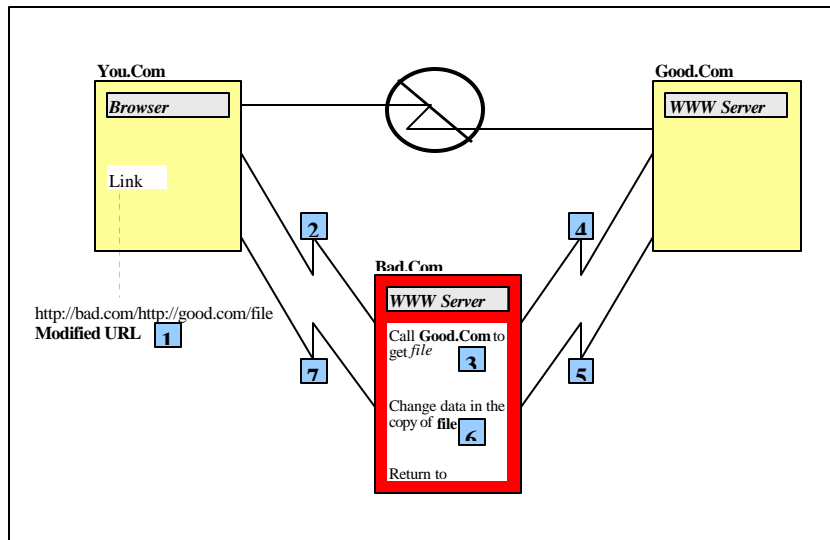 You.Com
Good.Com
Browser
WWW Server
Link
2
4
Bad.Com
WWW Server
http://bad.com/http://good.com/file
Modified URL 1
Call Good.Com to
get file 3
7
5
Change data in the
copy of file 6
Return to